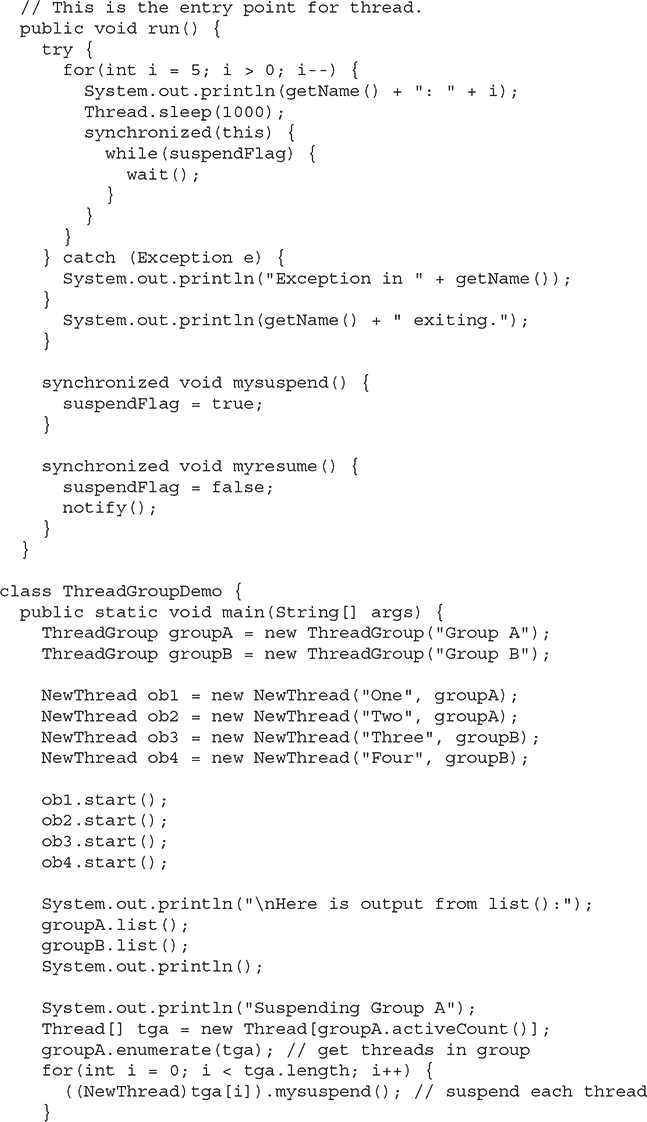 // This is the entry point for thread.
  public void run() {
    try {
      for(int i = 5; i > 0; i--) {
        System.out.println(getName() + ": " + i);
        Thread.sleep(1000);
        synchronized(this) {
          while(suspendFlag) {
            wait();
          }
        }
      }
    } catch (Exception e) {
      System.out.println("Exception in " + getName());
    }
      System.out.println(getName() + " exiting.");
    }

    synchronized void mysuspend() {
      suspendFlag = true;
    }

    synchronized void myresume() {
      suspendFlag = false;
      notify();
    }
  }

class ThreadGroupDemo {
  public static void main(String[] args) {
    ThreadGroup groupA = new ThreadGroup("Group A");
    ThreadGroup groupB = new ThreadGroup("Group B");

    NewThread ob1 = new NewThread("One", groupA);
    NewThread ob2 = new NewThread("Two", groupA);
    NewThread ob3 = new NewThread("Three", groupB);
    NewThread ob4 = new NewThread("Four", groupB);

    ob1.start();
    ob2.start();
    ob3.start();
    ob4.start();

    System.out.println("\nHere is output from list():");
    groupA.list();
    groupB.list();
    System.out.println();

    System.out.println("Suspending Group A");
    Thread[] tga = new Thread[groupA.activeCount()];
    groupA.enumerate(tga); // get threads in group
    for(int i = 0; i < tga.length; i++) {
      ((NewThread)tga[i]).mysuspend(); // suspend each thread
    }